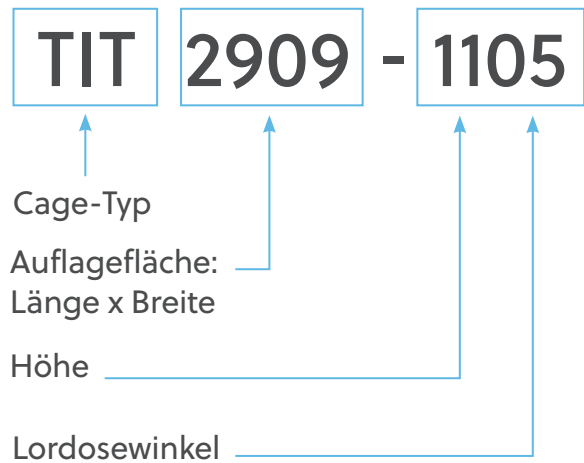 TIT 2909 - 1105
Cage-Typ
Auflagefläche:
Länge x Breite
Höhe
Lordosewinkel